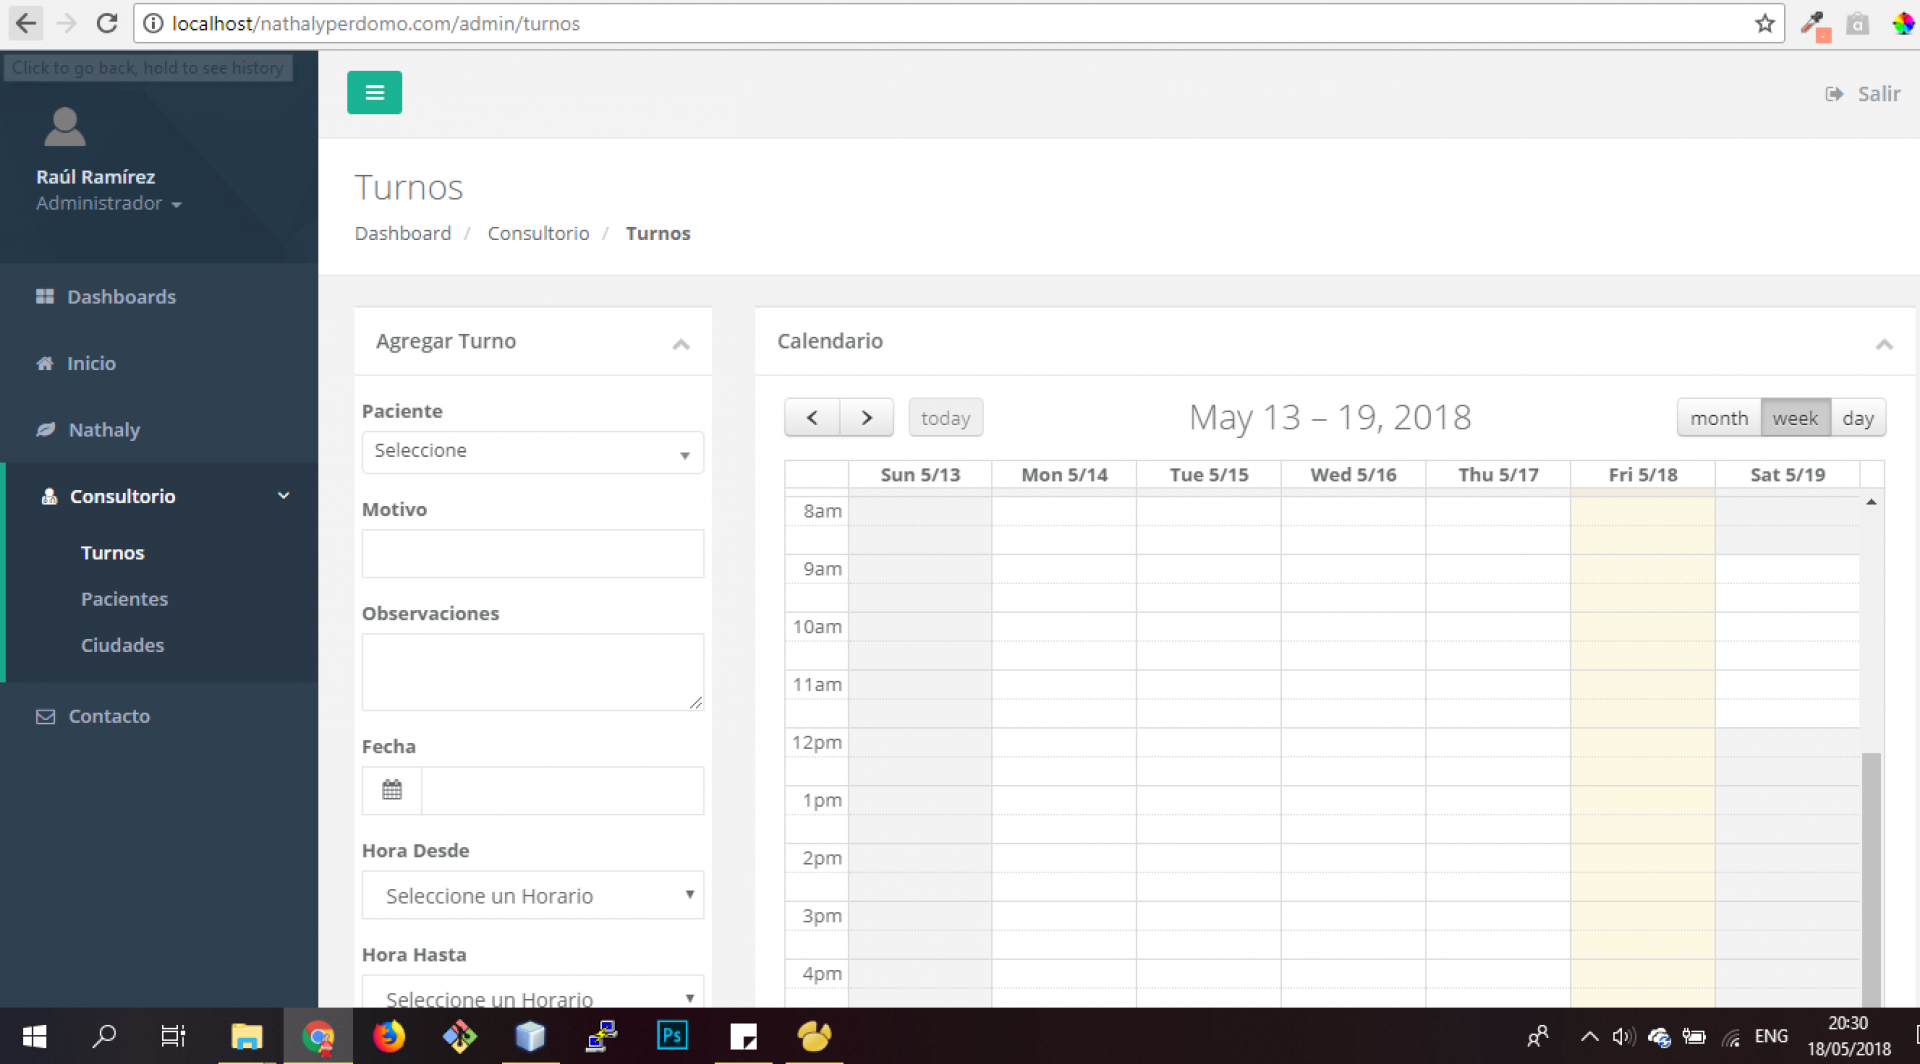 localhost/nathalyperdomo.com/admin/turnos
Click to go back, hold to see history
Raúl Ramírez
Administrador
Dashboards
Inicio
Nathaly
Consultorio
Turnos
Pacientes
Ciudades
Contacto
Salir
Turnos
Dashboard / Consultorio / Turnos
Agregar Turno
Paciente
Seleccione
Motivo
Observaciones
Fecha
Hora Desde
Seleccione un Horario
Hora Hasta
Seleccione un Horario
Calendario
today
May 13 – 19, 2018
month week day
Sun 5/13 Mon 5/14 Tue 5/15 Wed 5/16 Thu 5/17 Fri 5/18 Sat 5/19
8am
9am
10am
11am
12pm
1pm
2pm
3pm
4pm
Ps
ENG
20:30
18/05/2018